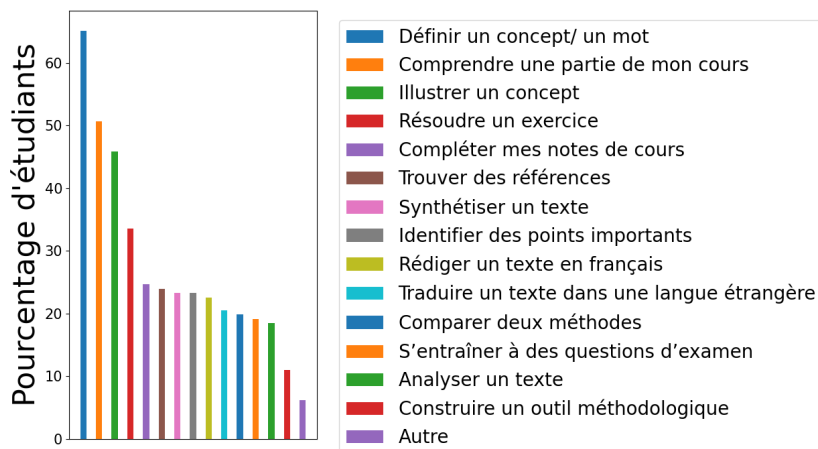 Pourcentage d'étudiants
60
50
40
30
20
10
0
Définir un concept/ un mot
Comprendre une partie de mon cours
Illustrer un concept
Résoudre un exercice
Compléter mes notes de cours
Trouver des références
Synthétiser un texte
Identifier des points importants
Rédiger un texte en français
Traduire un texte dans une langue étrangère
Comparer deux méthodes
S’entraîner à des questions d’examen
Analyser un texte
Construire un outil méthodologique
Autre